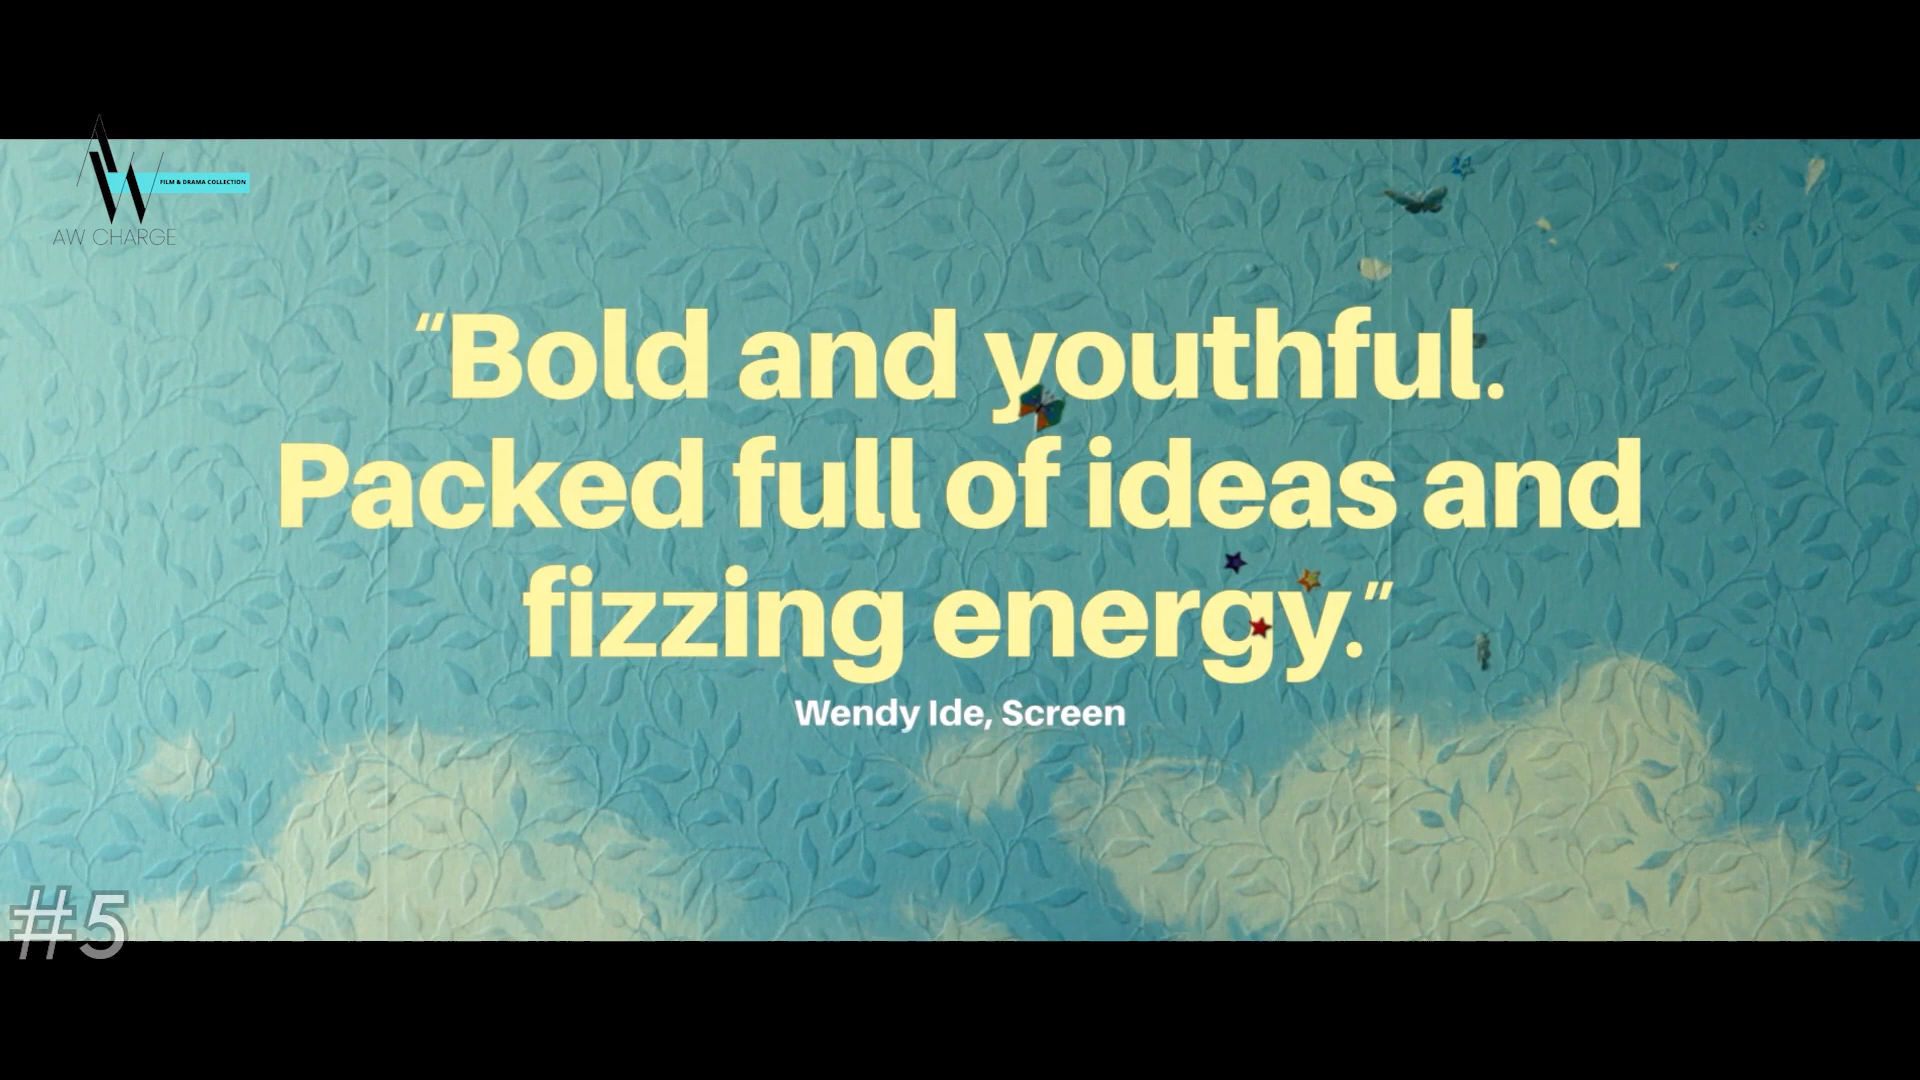 FILM & DRAMA COLLECTION
AW CHARGE
“Bold and youthful.
Packed full of ideas and
fizzing energy.”
Wendy Ide, Screen
#5